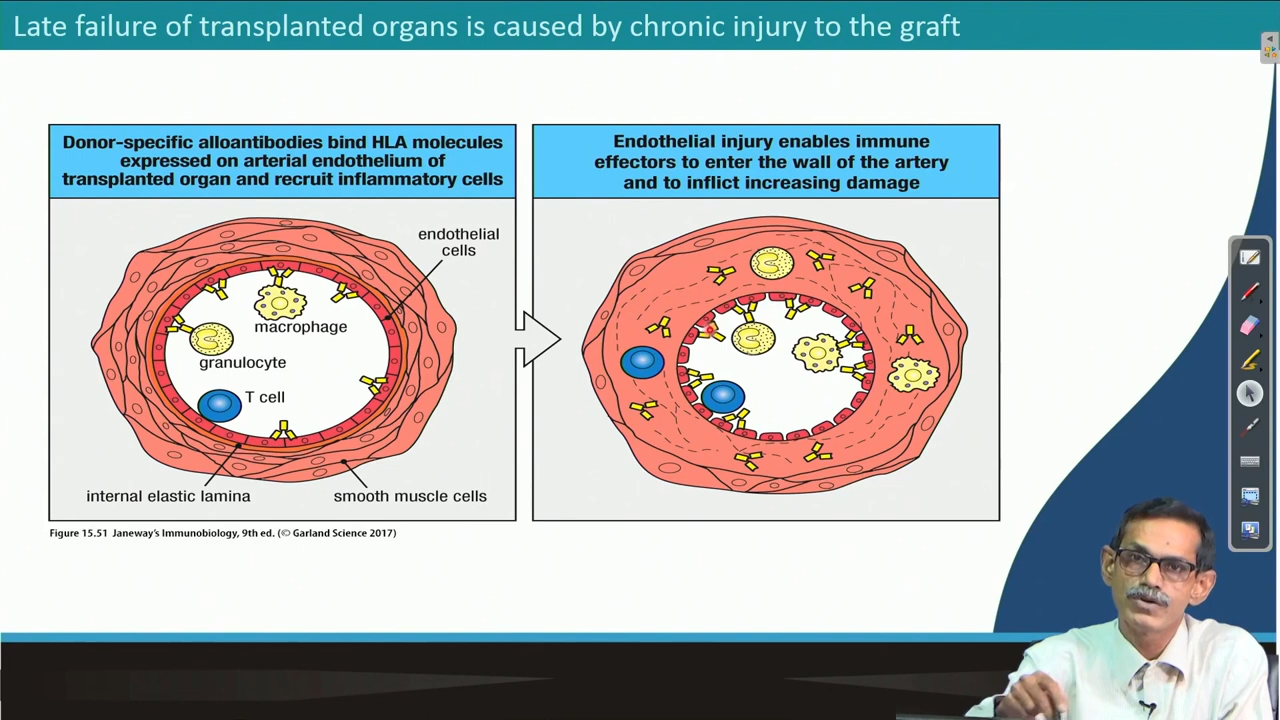 Late failure of transplanted organs is caused by chronic injury to the graft
Donor-specific alloantibodies bind HLA molecules
expressed on arterial endothelium of
transplanted organ and recruit inflammatory cells
endothelial
cells
macrophage
granulocyte
T cell
internal elastic lamina
smooth muscle cells
Endothelial injury enables immune
effectors to enter the wall of the artery
and to inflict increasing damage
Figure 15.51 Janeway's Immunobiology, 9th ed. (© Garland Science 2017)